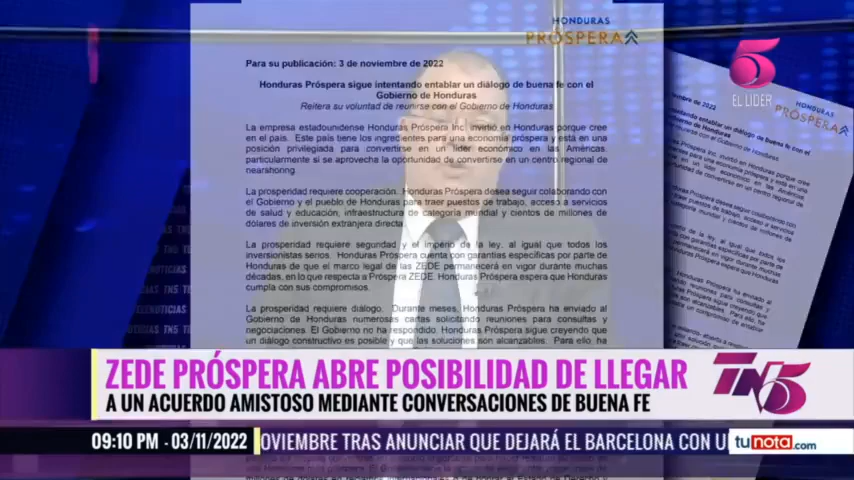 HONDURAS
PRÓSPERA
5
EL LIDER
Para su publicación: 3 de noviembre de 2022
Honduras Próspera sigue intentando entablar un diálogo de buena fe con el
Gobierno de Honduras
Reitera su voluntad de reunirse con el Gobierno de Honduras
La empresa estadounidense Honduras Próspera Inc. invirtió en Honduras porque cree
en el país. Este país tiene los ingredientes para una economía próspera y está en una
posición privilegiada para convertirse en un líder económico en las Américas,
particularmente si se aprovecha la oportunidad de convertirse en un centro regional de
nearshoring
La prosperidad requiere cooperación. Honduras Próspera desea seguir colaborando con
el Gobierno y el pueblo de Honduras para traer puestos de trabajo, acceso a servicios
de salud y educación, infraestructura de categoría mundial y cientos de millones de
dólares de inversión extranjera directa.
La prosperidad requiere seguridad y el imperio de la ley, al igual que todos los
inversionistas serios. Honduras Próspera cuenta con garantías específicas por parte de
Honduras de que el marco legal de las ZEDE permanecerá en vigor durante muchas
décadas, en lo que respecta a Próspera ZEDE. Honduras Próspera espera que Honduras
cumpla con sus compromisos.
La prosperidad requiere diálogo. Durante meses, Honduras Próspera ha enviado al
Gobierno de Honduras numerosas cartas solicitando reuniones para consultas y
negociaciones. El Gobierno no ha respondido. Honduras Próspera sigue creyendo que
un diálogo constructivo es posible y que las soluciones son alcanzables. Para ello, ha
HONDURAS
PRÓSPERA
ZEDE PRÓSPERA ABRE POSIBILIDAD DE LLEGAR
A UN ACUERDO AMISTOSO MEDIANTE CONVERSACIONES DE BUENA FE
TN5
09:10 PM - 03/11/2022
OVIEMBRE TRAS ANUNCIAR QUE DEJARÁ EL BARCELONA CON U
tunota.com